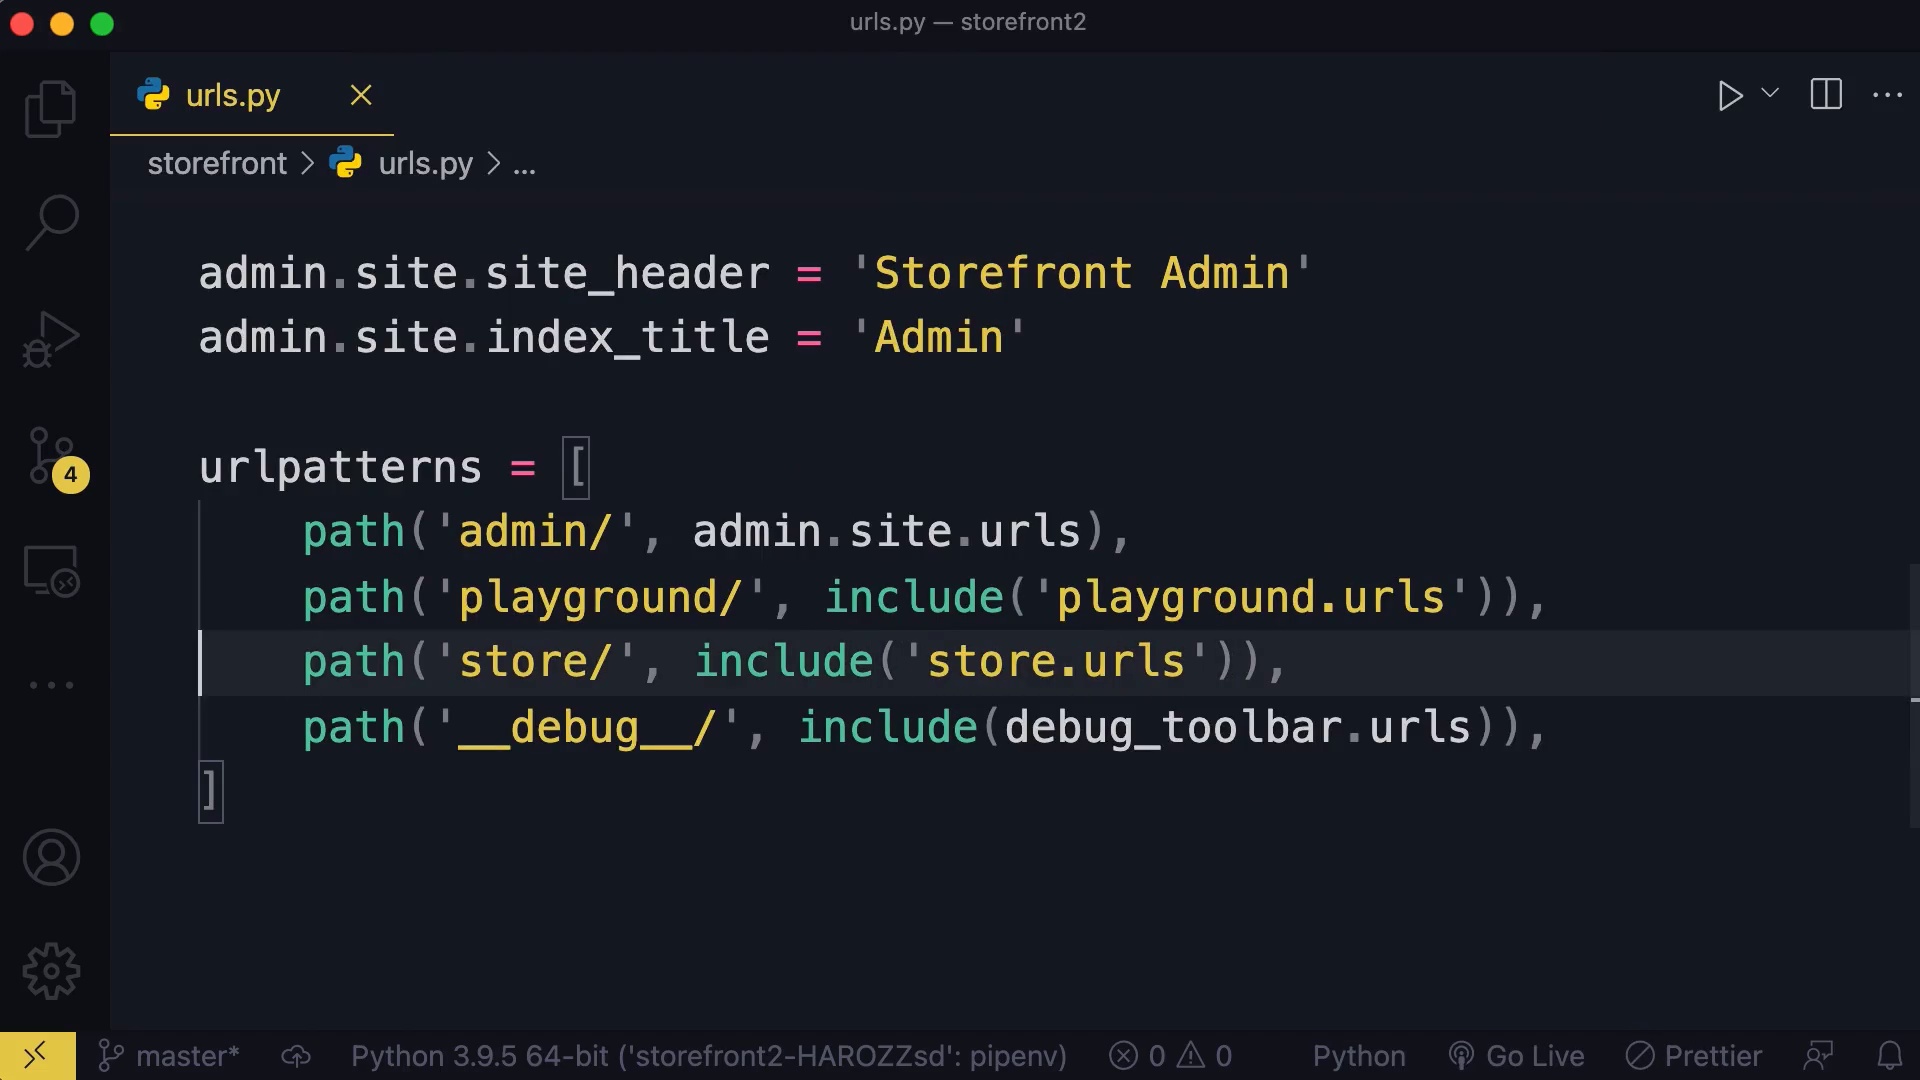 urls.py — storefront2
urls.py
storefront > urls.py > ...
admin.site.site_header = 'Storefront Admin'
admin.site.index_title = 'Admin'
urlpatterns = [
    path('admin/', admin.site.urls),
    path('playground/', include('playground.urls')),
    path('store/', include('store.urls')),
    path('__debug__/', include(debug_toolbar.urls)),
]
4
master* Python 3.9.5 64-bit ('storefront2-HAROZZsd': pipenv) 0 0 Python Go Live Prettier